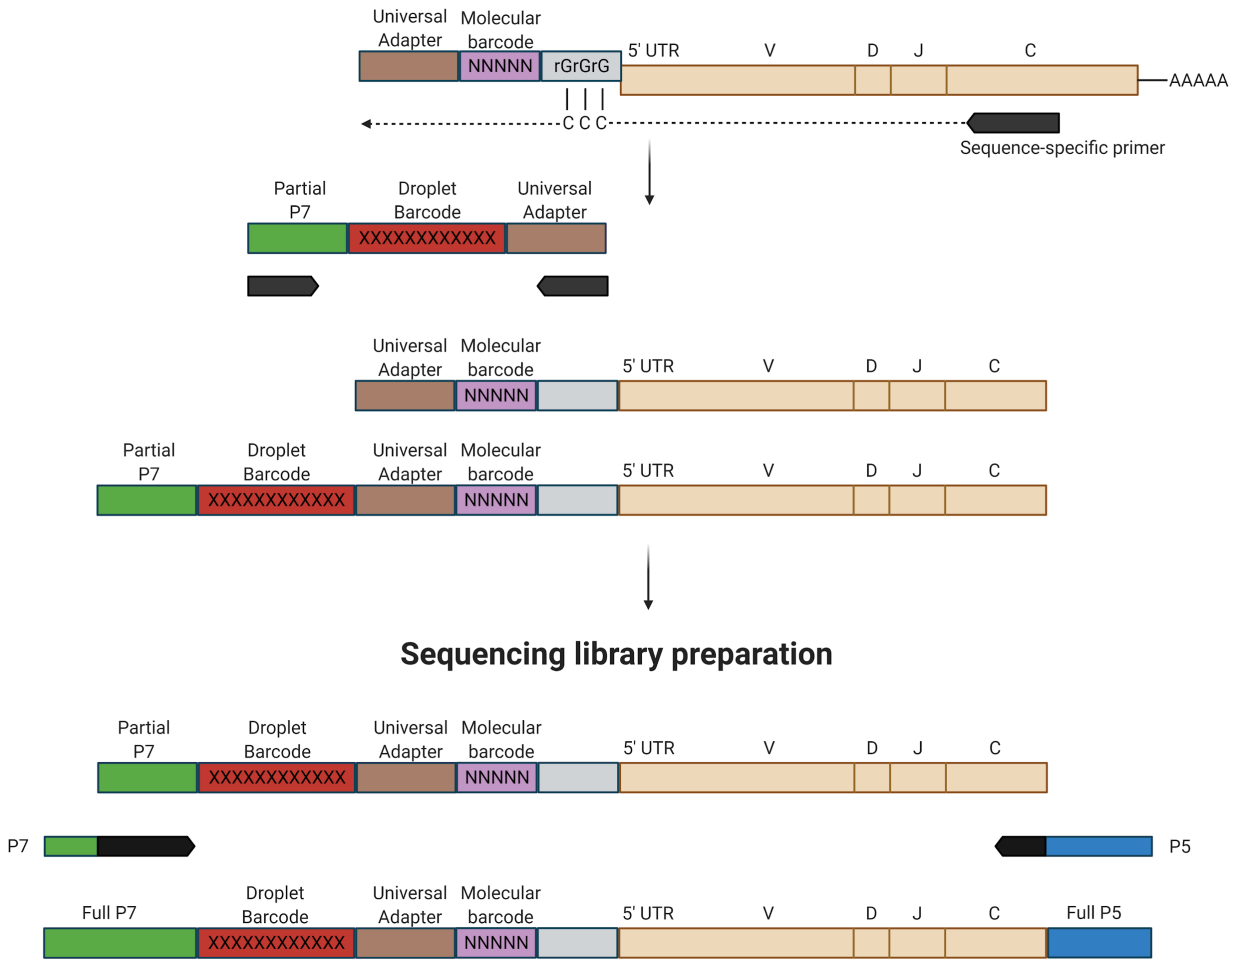 Universal Adapter
Molecular barcode
5' UTR V D J C
NNNNN rGrGrG
AAAAA
C C C
Sequence-specific primer
Partial P7
Droplet Barcode
Universal Adapter
XXXXXXXXXXXX
Universal Adapter
Molecular barcode
5' UTR V D J C
NNNNN
Partial P7
Droplet Barcode
Universal Adapter
Molecular barcode
5' UTR V D J C
XXXXXXXXXXXX NNNNN
Sequencing library preparation
Partial P7
Droplet Barcode
Universal Adapter
Molecular barcode
5' UTR V D J C
XXXXXXXXXXXX NNNNN
P7 P5
Full P7
Droplet Barcode
Universal Adapter
Molecular barcode
5' UTR V D J C Full P5
XXXXXXXXXXXX NNNNN